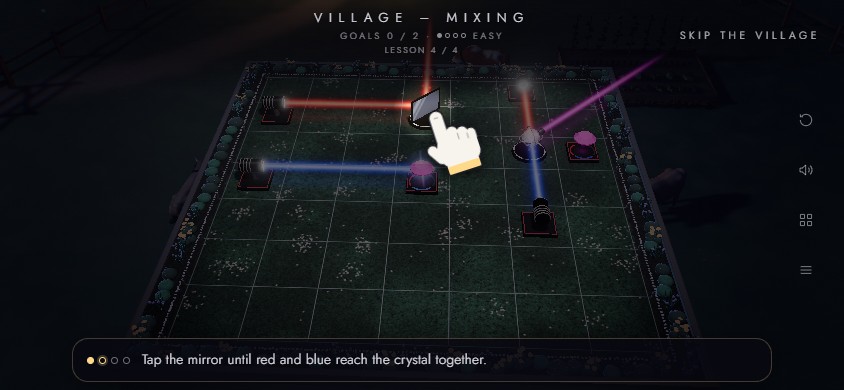 VILLAGE – MIXING
GOALS 0 / 2 · EASY
LESSON 4 / 4
SKIP THE VILLAGE
Tap the mirror until red and blue reach the crystal together.